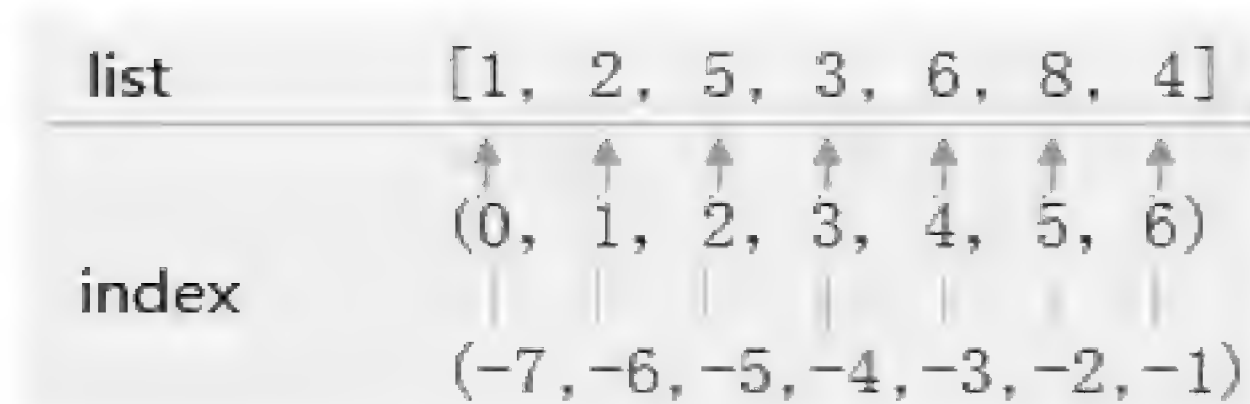 list [1, 2, 5, 3, 6, 8, 4]
(0, 1, 2, 3, 4, 5, 6)
index
(-7,-6,-5,-4,-3,-2,-1)